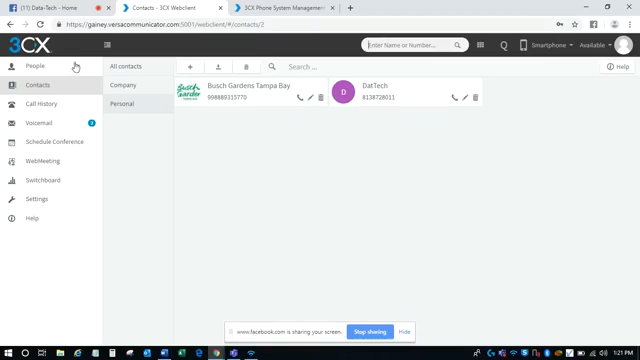 (11) Data-Tech - Home
Contacts - 3CX Webclient
3CX Phone System Management
https://gainey.versacommunicator.com:5001/webclient/#/contacts/2
3CX
Enter Name or Number...
Smartphone
Available
People
Contacts
Call History
Voicemail
3
Schedule Conference
WebMeeting
Switchboard
Settings
Help
All contacts
Company
Personal
Search ...
Help
Busch Gardens
Busch Gardens Tampa Bay
998889315770
D
DatTech
8138728011
www.facebook.com is sharing your screen.
Stop sharing
Hide
1:21 PM